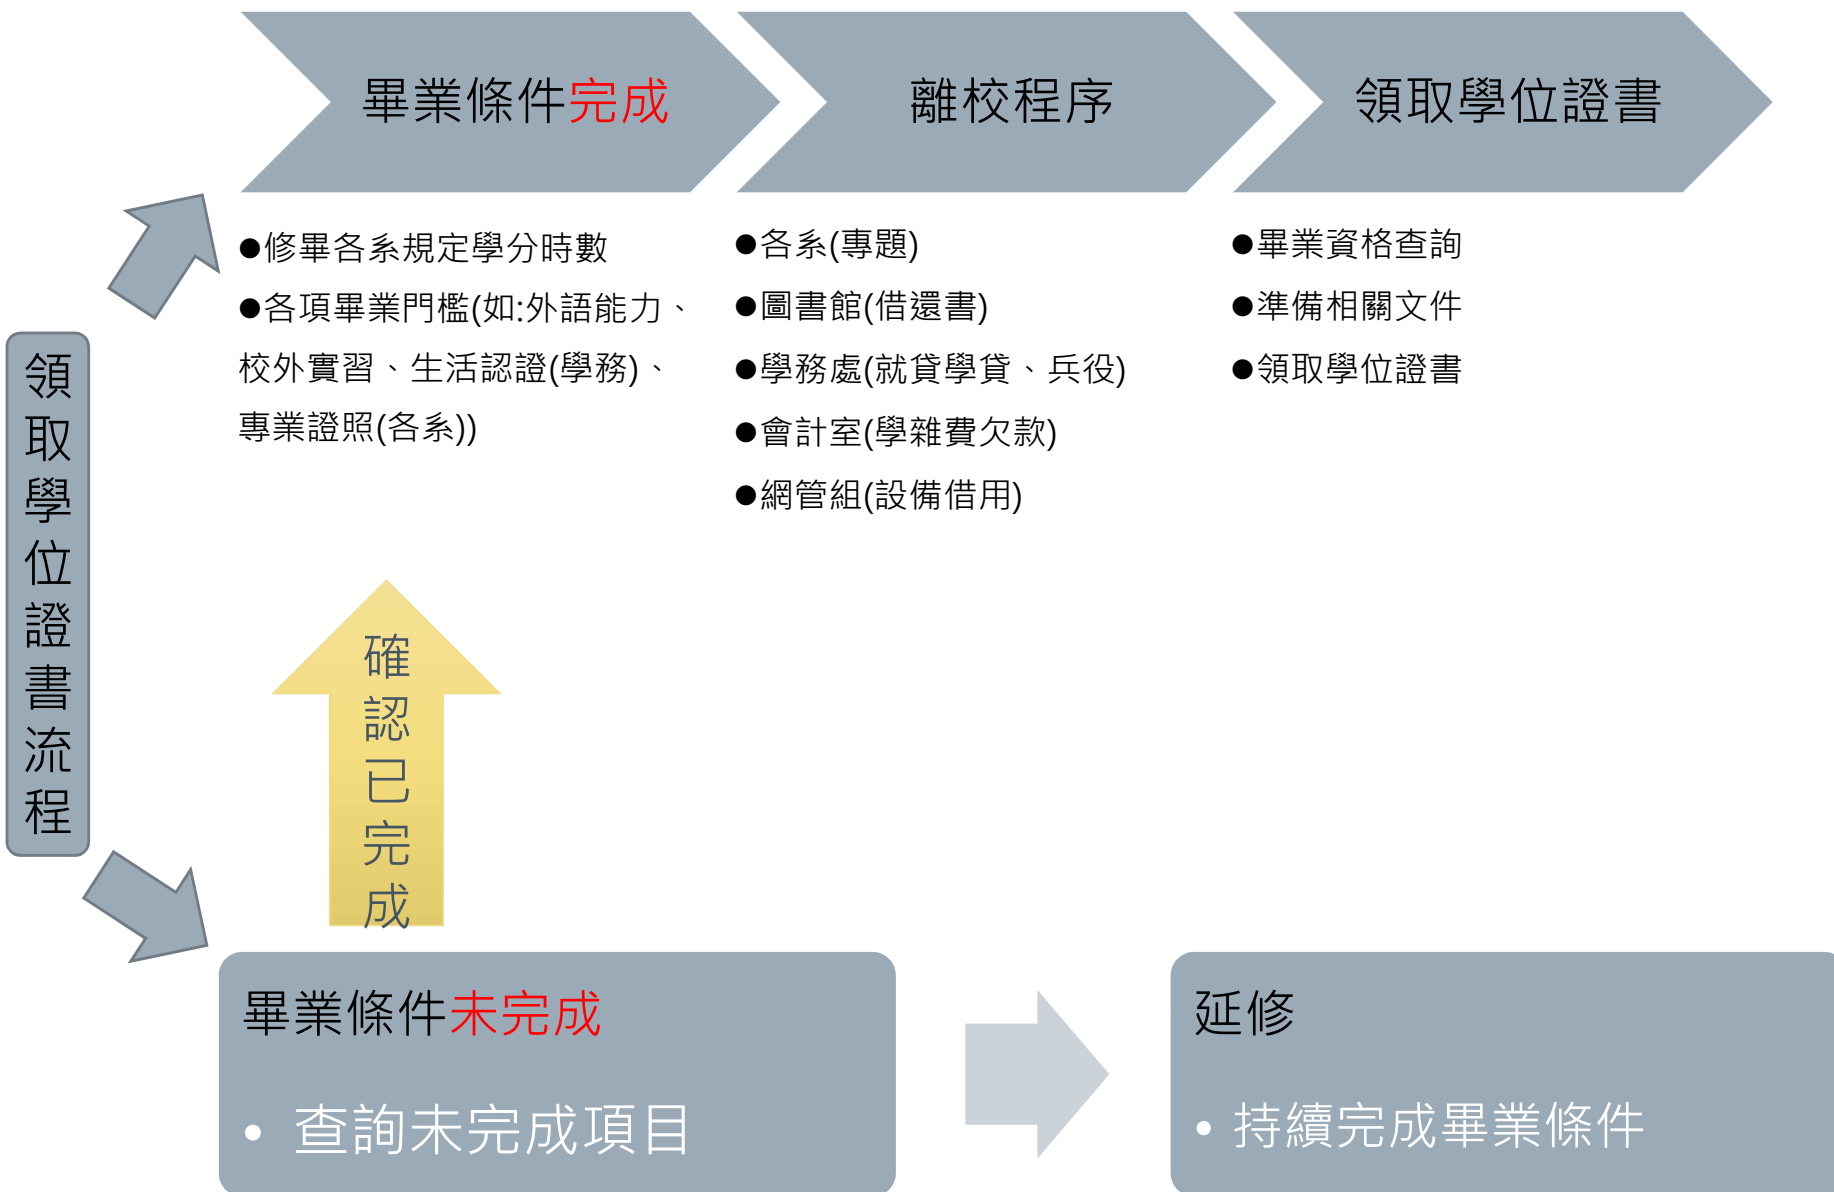 畢業條件完成
離校程序
領取學位證書
●修畢各系規定學分時數
●各項畢業門檻(如:外語能力、
校外實習、生活認證(學務)、
專業證照(各系))
●各系(專題)
●圖書館(借還書)
●學務處(就貸學貸、兵役)
●會計室(學雜費欠款)
●網管組(設備借用)
●畢業資格查詢
●準備相關文件
●領取學位證書
領取學位證書流程
確認已完成
畢業條件未完成
• 查詢未完成項目
延修
• 持續完成畢業條件